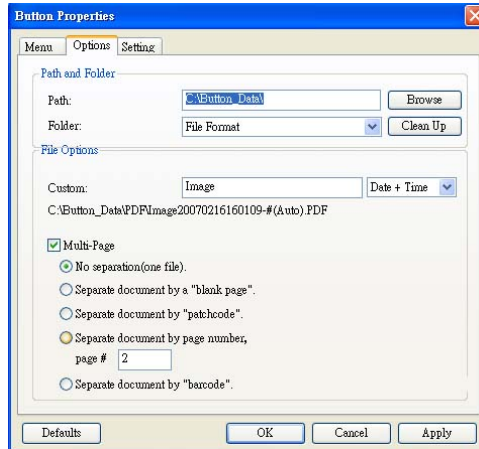 Button Properties
Menu Options Setting
Path and Folder
Path: C:\Button_Data\ Browse
Folder: File Format Clean Up
File Options
Custom: Image Date + Time
C:\Button_Data\PDF\Image20070216160109-#(Auto).PDF
Multi-Page
No separation(one file).
Separate document by a "blank page".
Separate document by "patchcode".
Separate document by page number,
page # 2
Separate document by "barcode".
Defaults OK Cancel Apply